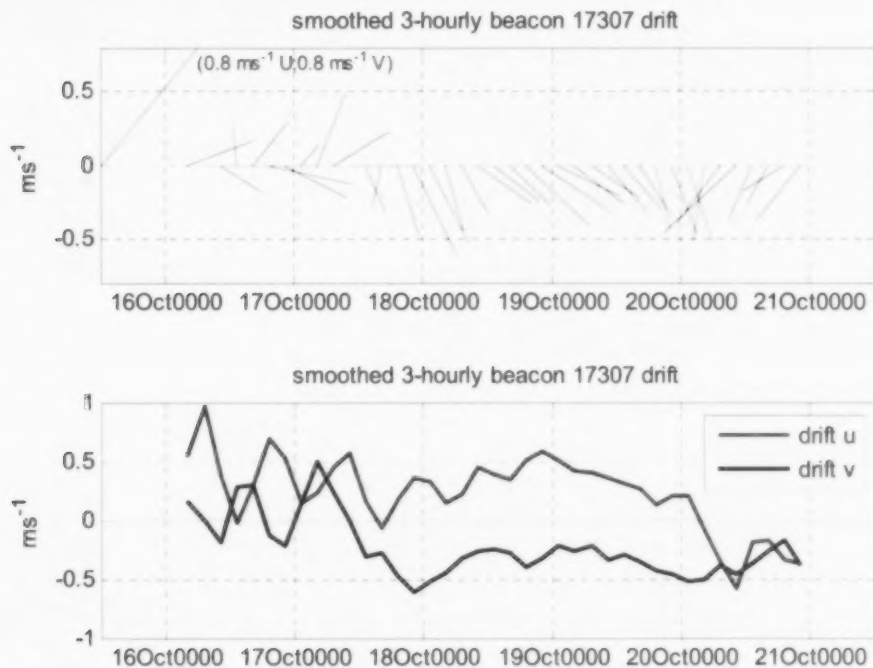 smoothed 3-hourly beacon 17307 drift
(0.8 ms⁻¹ U;0.8 ms⁻¹ V)
0.5
0
-0.5
ms⁻¹
16Oct0000 17Oct0000 18Oct0000 19Oct0000 20Oct0000 21Oct0000
smoothed 3-hourly beacon 17307 drift
1
0.5
0
-0.5
-1
ms⁻¹
drift u
drift v
16Oct0000 17Oct0000 18Oct0000 19Oct0000 20Oct0000 21Oct0000